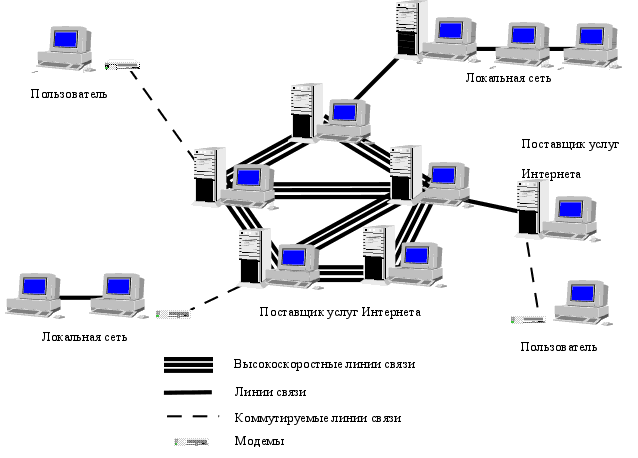 Локальная сеть
Пользователь
Поставщик услуг
Интернета
Поставщик услуг Интернета
Локальная сеть
Пользователь
Высокоскоростные линии связи
Линии связи
Коммутируемые линии связи
Модемы